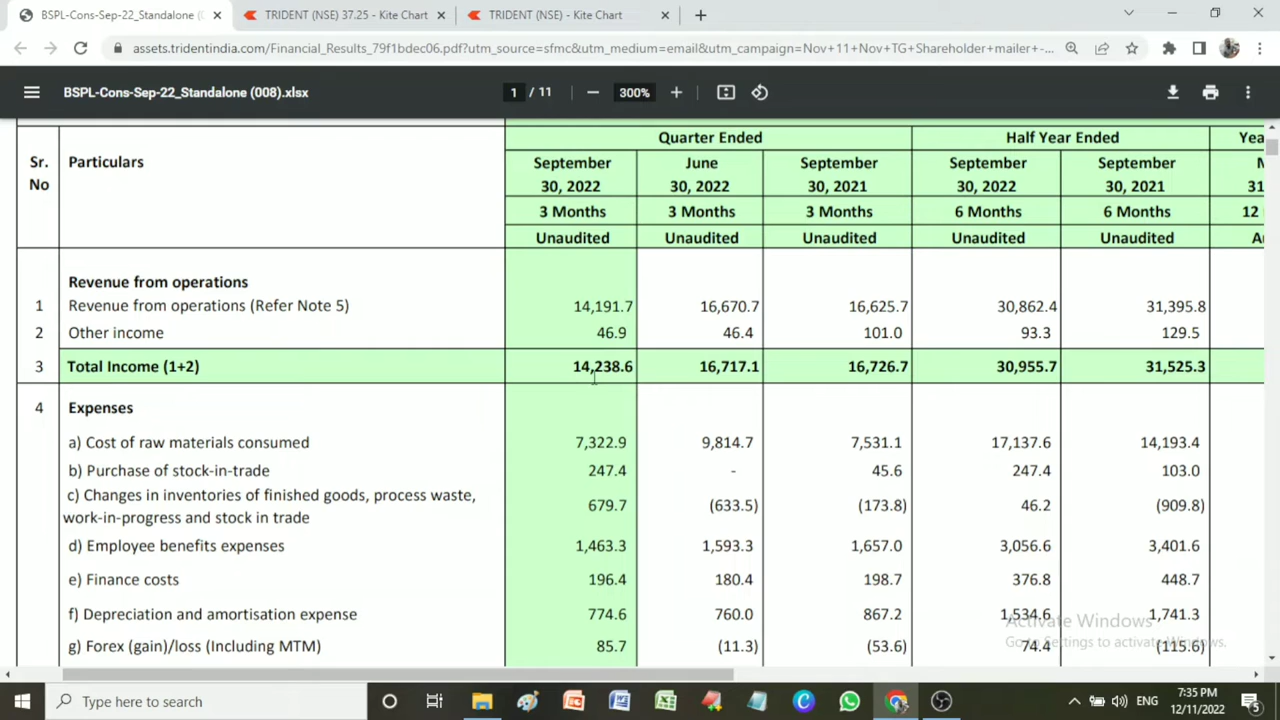 BSPL-Cons-Sep-22_Standalone (
TRIDENT (NSE) 37.25 - Kite Chart
TRIDENT (NSE) - Kite Chart
assets.tridentindia.com/Financial_Results_79f1bdec06.pdf?utm_source=sfmc&utm_medium=email&utm_campaign=Nov+11+Nov+TG+Shareholder+mailer+-...
BSPL-Cons-Sep-22_Standalone (008).xlsx
1 / 11
300%
Quarter Ended Half Year Ended Yea
Sr. No Particulars
September 30, 2022 June 30, 2022 September 30, 2021 September 30, 2022 September 30, 2021 M 31
3 Months 3 Months 3 Months 6 Months 6 Months 12
Unaudited Unaudited Unaudited Unaudited Unaudited A
Revenue from operations
1 Revenue from operations (Refer Note 5) 14,191.7 16,670.7 16,625.7 30,862.4 31,395.8
2 Other income 46.9 46.4 101.0 93.3 129.5
3 Total Income (1+2) 14,238.6 16,717.1 16,726.7 30,955.7 31,525.3
4 Expenses
a) Cost of raw materials consumed 7,322.9 9,814.7 7,531.1 17,137.6 14,193.4
b) Purchase of stock-in-trade 247.4 - 45.6 247.4 103.0
c) Changes in inventories of finished goods, process waste,
work-in-progress and stock in trade 679.7 (633.5) (173.8) 46.2 (909.8)
d) Employee benefits expenses 1,463.3 1,593.3 1,657.0 3,056.6 3,401.6
e) Finance costs 196.4 180.4 198.7 376.8 448.7
f) Depreciation and amortisation expense 774.6 760.0 867.2 1,534.6 1,741.3
g) Forex (gain)/loss (Including MTM) 85.7 (11.3) (53.6) 74.4 (115.6)
Activate Windows
Go to Settings to activate Windows.
Type here to search
ENG
7:35 PM
12/11/2022
5